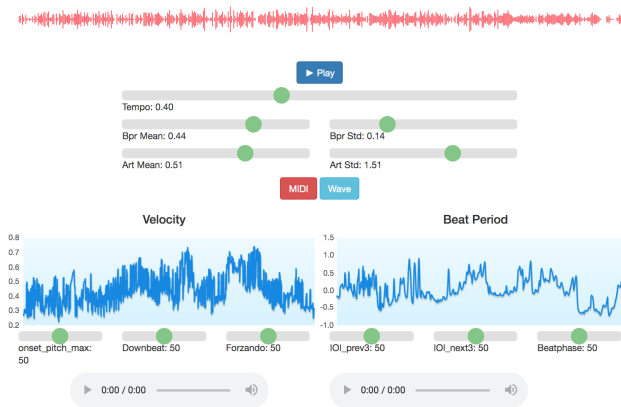 ▶ Play
Tempo: 0.40
Bpr Mean: 0.44 Bpr Std: 0.14
Art Mean: 0.51 Art Std: 1.51
MIDI Wave
Velocity Beat Period
0.8 1.5
0.7 1.0
0.6 0.5
0.5
0.4 0.0
0.3 -0.5
0.2 -1.0
onset_pitch_max: Downbeat: 50 Forzando: 50 IOI_prev3: 50 IOI_next3: 50 Beatphase: 50
50
0:00 / 0:00 0:00 / 0:00